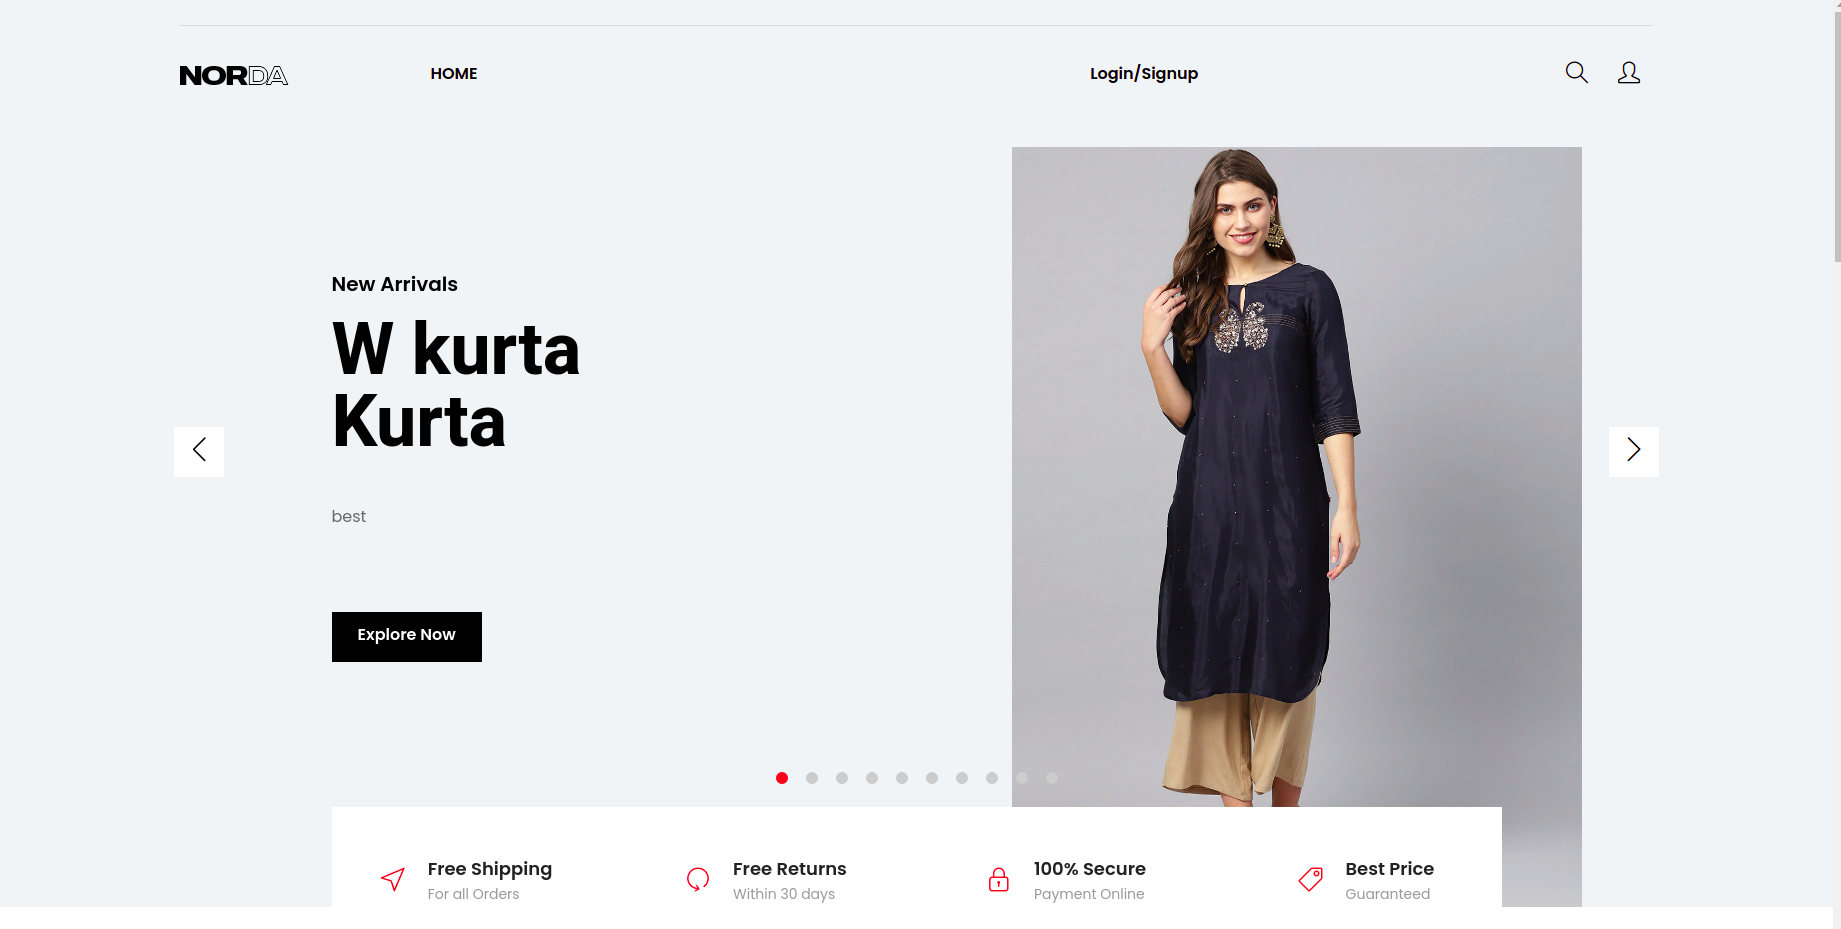 NORDA
HOME
Login/Signup
New Arrivals
W kurta
Kurta
best
Explore Now
Free Shipping
For all Orders
Free Returns
Within 30 days
100% Secure
Payment Online
Best Price
Guaranteed